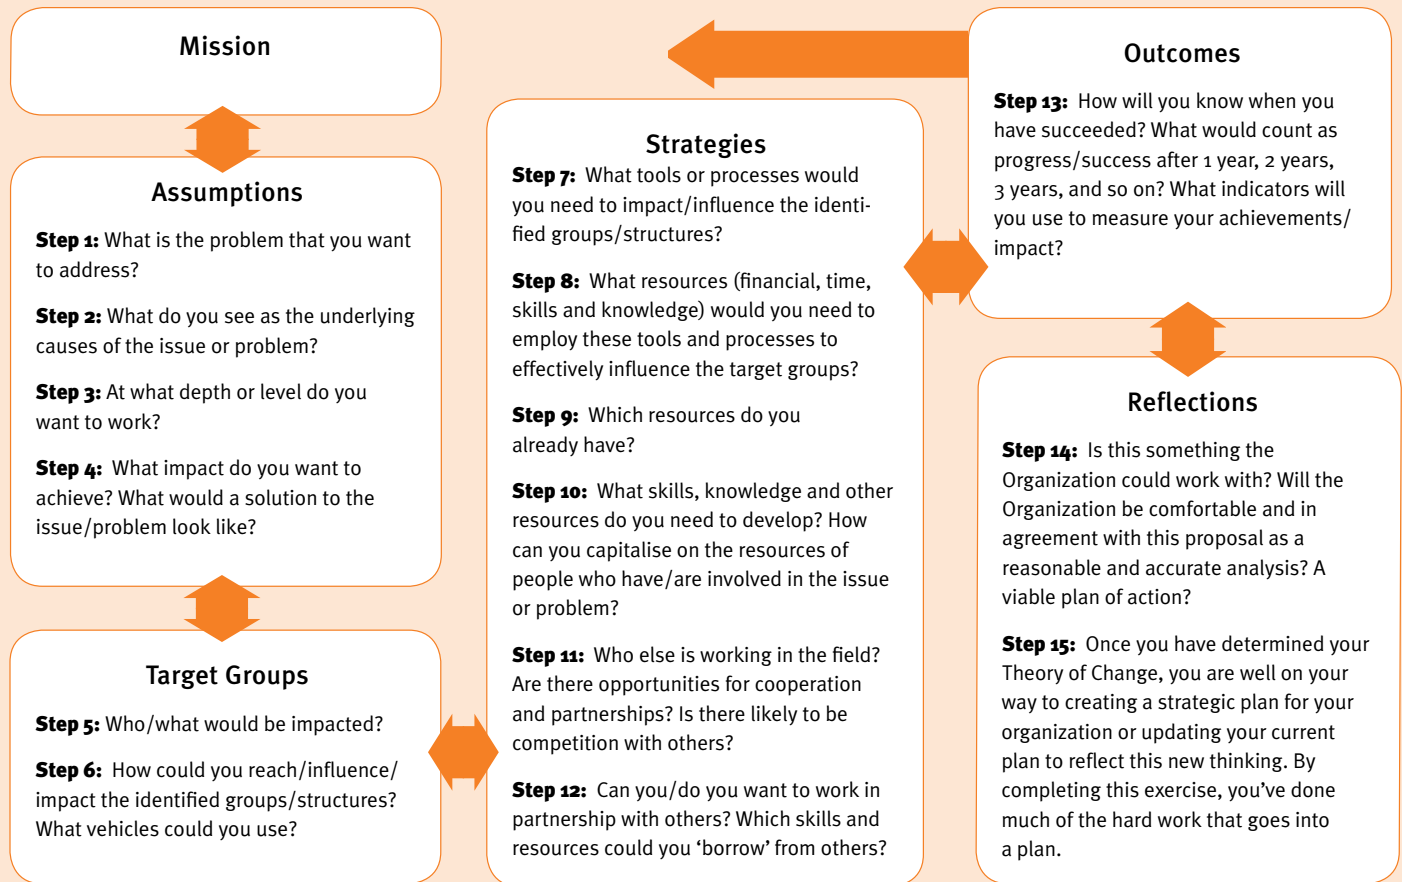 Mission
Assumptions
Step 1: What is the problem that you want
to address?
Step 2: What do you see as the underlying
causes of the issue or problem?
Step 3: At what depth or level do you
want to work?
Step 4: What impact do you want to
achieve? What would a solution to the
issue/problem look like?
Target Groups
Step 5: Who/what would be impacted?
Step 6: How could you reach/influence/
impact the identified groups/structures?
What vehicles could you use?
Strategies
Step 7: What tools or processes would
you need to impact/influence the identi-
fied groups/structures?
Step 8: What resources (financial, time,
skills and knowledge) would you need to
employ these tools and processes to
effectively influence the target groups?
Step 9: Which resources do you
already have?
Step 10: What skills, knowledge and other
resources do you need to develop? How
can you capitalise on the resources of
people who have/are involved in the issue
or problem?
Step 11: Who else is working in the field?
Are there opportunities for cooperation
and partnerships? Is there likely to be
competition with others?
Step 12: Can you/do you want to work in
partnership with others? Which skills and
resources could you ‘borrow’ from others?
Outcomes
Step 13: How will you know when you
have succeeded? What would count as
progress/success after 1 year, 2 years,
3 years, and so on? What indicators will
you use to measure your achievements/
impact?
Reflections
Step 14: Is this something the
Organization could work with? Will the
Organization be comfortable and in
agreement with this proposal as a
reasonable and accurate analysis? A
viable plan of action?
Step 15: Once you have determined your
Theory of Change, you are well on your
way to creating a strategic plan for your
organization or updating your current
plan to reflect this new thinking. By
completing this exercise, you’ve done
much of the hard work that goes into
a plan.